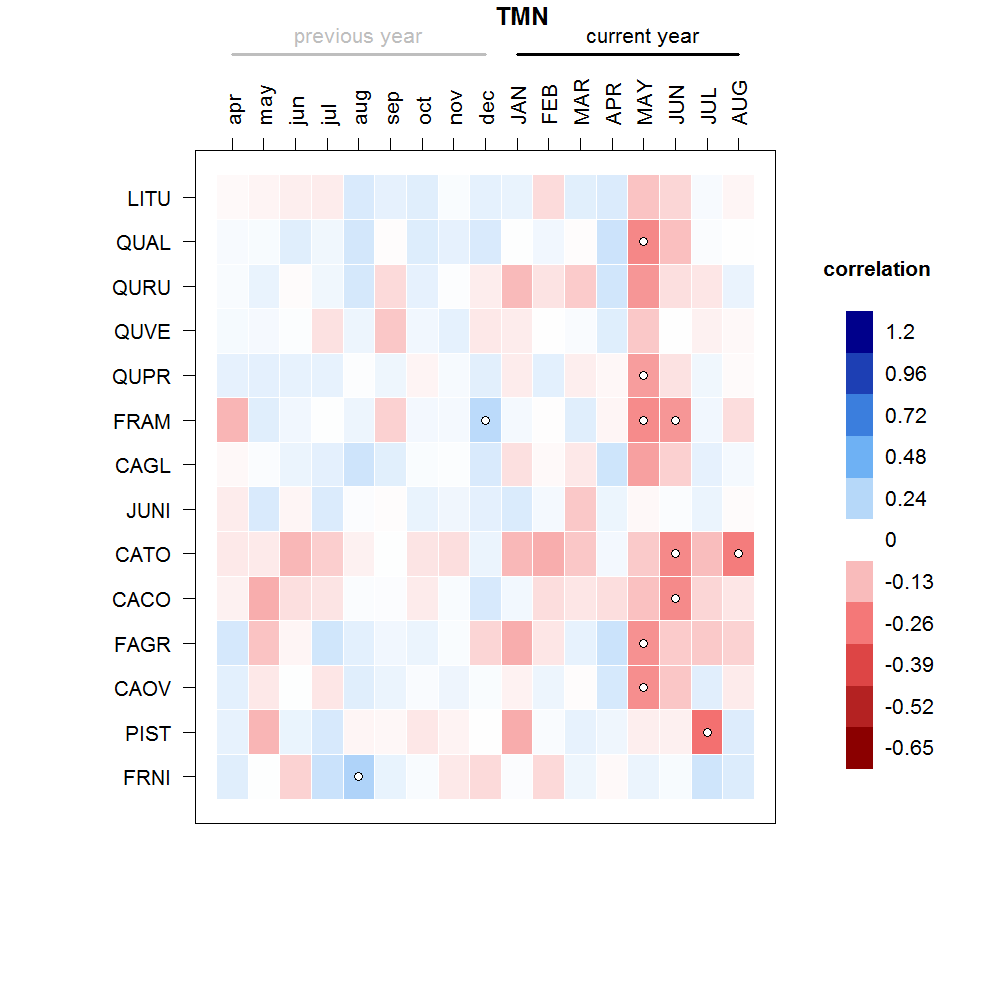 TMN
previous year current year
apr may jun jul aug sep oct nov dec JAN FEB MAR APR MAY JUN JUL AUG
LITU
QUAL
QURU
QUVE
QUPR
FRAM
CAGL
JUNI
CATO
CACO
FAGR
CAOV
PIST
FRNI
correlation
1.2
0.96
0.72
0.48
0.24
0
-0.13
-0.26
-0.39
-0.52
-0.65